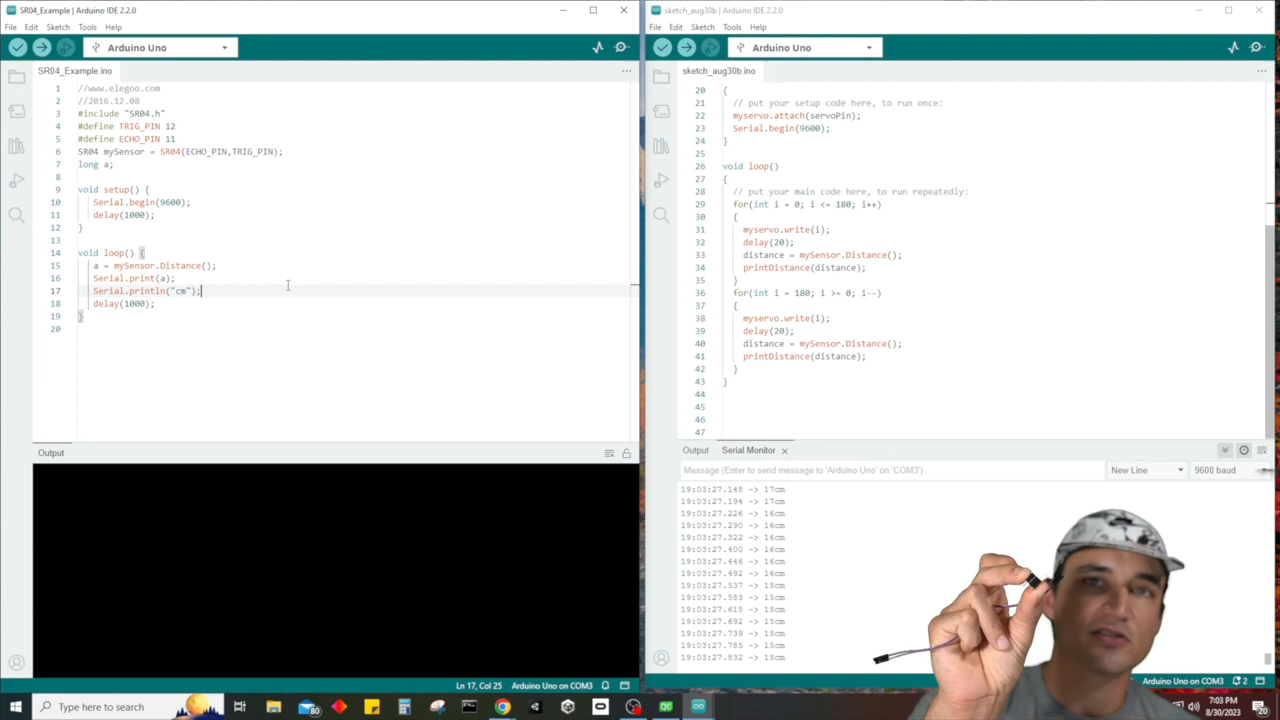 SR04_Example | Arduino IDE 2.2.0
File Edit Sketch Tools Help
Arduino Uno
SR04_Example.ino
1 //www.elegoo.com
2 //2016.12.08
3 #include "SR04.h"
4 #define TRIG_PIN 12
5 #define ECHO_PIN 11
6 SR04 mySensor = SR04(ECHO_PIN,TRIG_PIN);
7 long a;
8
9 void setup() {
10 Serial.begin(9600);
11 delay(1000);
12 }
13
14 void loop() {
15 a = mySensor.Distance();
16 Serial.print(a);
17 Serial.println("cm");
18 delay(1000);
19 }
20
Output
Ln 17, Col 25 Arduino Uno on COM3
sketch_aug30b | Arduino IDE 2.2.0
File Edit Sketch Tools Help
Arduino Uno
sketch_aug30b.ino
20 {
21 // put your setup code here, to run once:
22 myservo.attach(servoPin);
23 Serial.begin(9600);
24 }
25
26 void loop()
27 {
28 // put your main code here, to run repeatedly:
29 for(int i = 0; i <= 180; i++)
30 {
31 myservo.write(i);
32 delay(20);
33 distance = mySensor.Distance();
34 printDistance(distance);
35 }
36 for(int i = 180; i >= 0; i--)
37 {
38 myservo.write(i);
39 delay(20);
40 distance = mySensor.Distance();
41 printDistance(distance);
42 }
43 }
44
45
46
47
Output Serial Monitor
Message (Enter to send message to 'Arduino Uno' on 'COM3')
New Line 9600 baud
19:03:27.148 -> 17cm
19:03:27.194 -> 17cm
19:03:27.226 -> 16cm
19:03:27.290 -> 16cm
19:03:27.322 -> 16cm
19:03:27.400 -> 16cm
19:03:27.446 -> 16cm
19:03:27.492 -> 16cm
19:03:27.537 -> 15cm
19:03:27.583 -> 15cm
19:03:27.615 -> 15cm
19:03:27.692 -> 15cm
19:03:27.739 -> 15cm
19:03:27.785 -> 15cm
19:03:27.832 -> 15cm
Arduino Uno on COM3 2
Type here to search
80
7:03 PM
8/30/2023
20